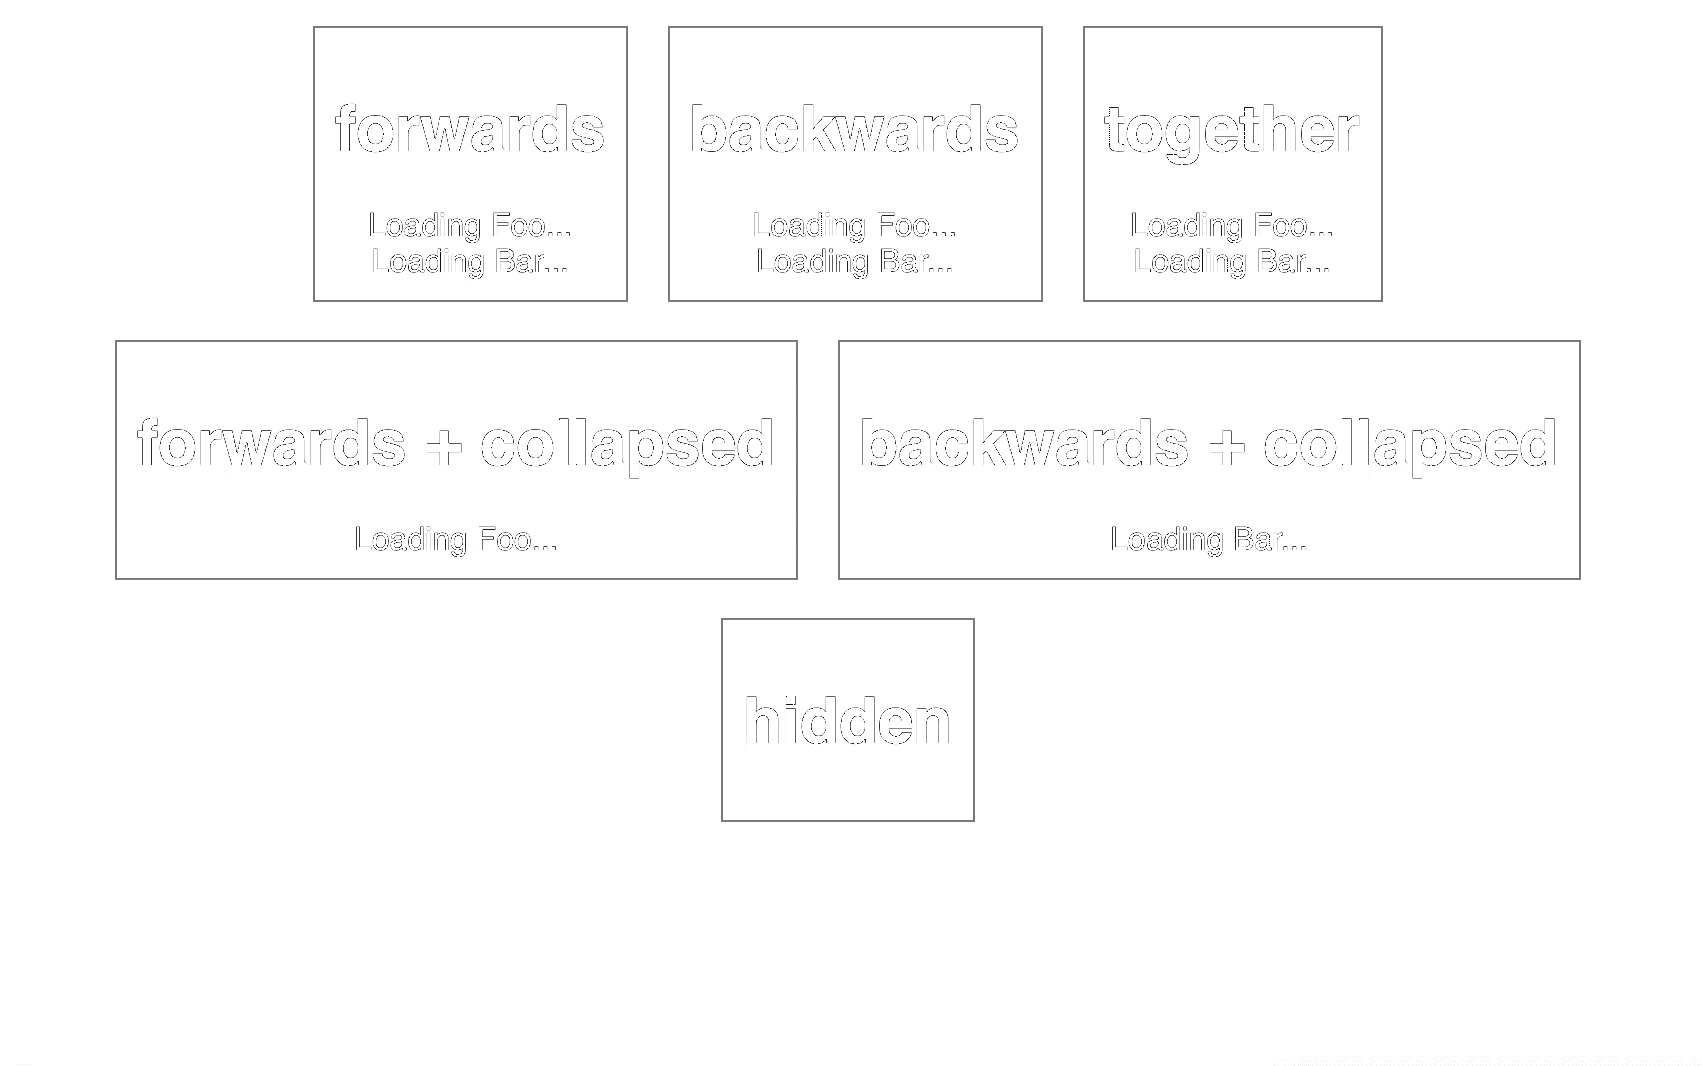 forwards
Loading Foo...
Loading Bar...
backwards
Loading Foo...
Loading Bar...
together
Loading Foo...
Loading Bar...
forwards + collapsed
Loading Foo...
backwards + collapsed
Loading Bar...
hidden